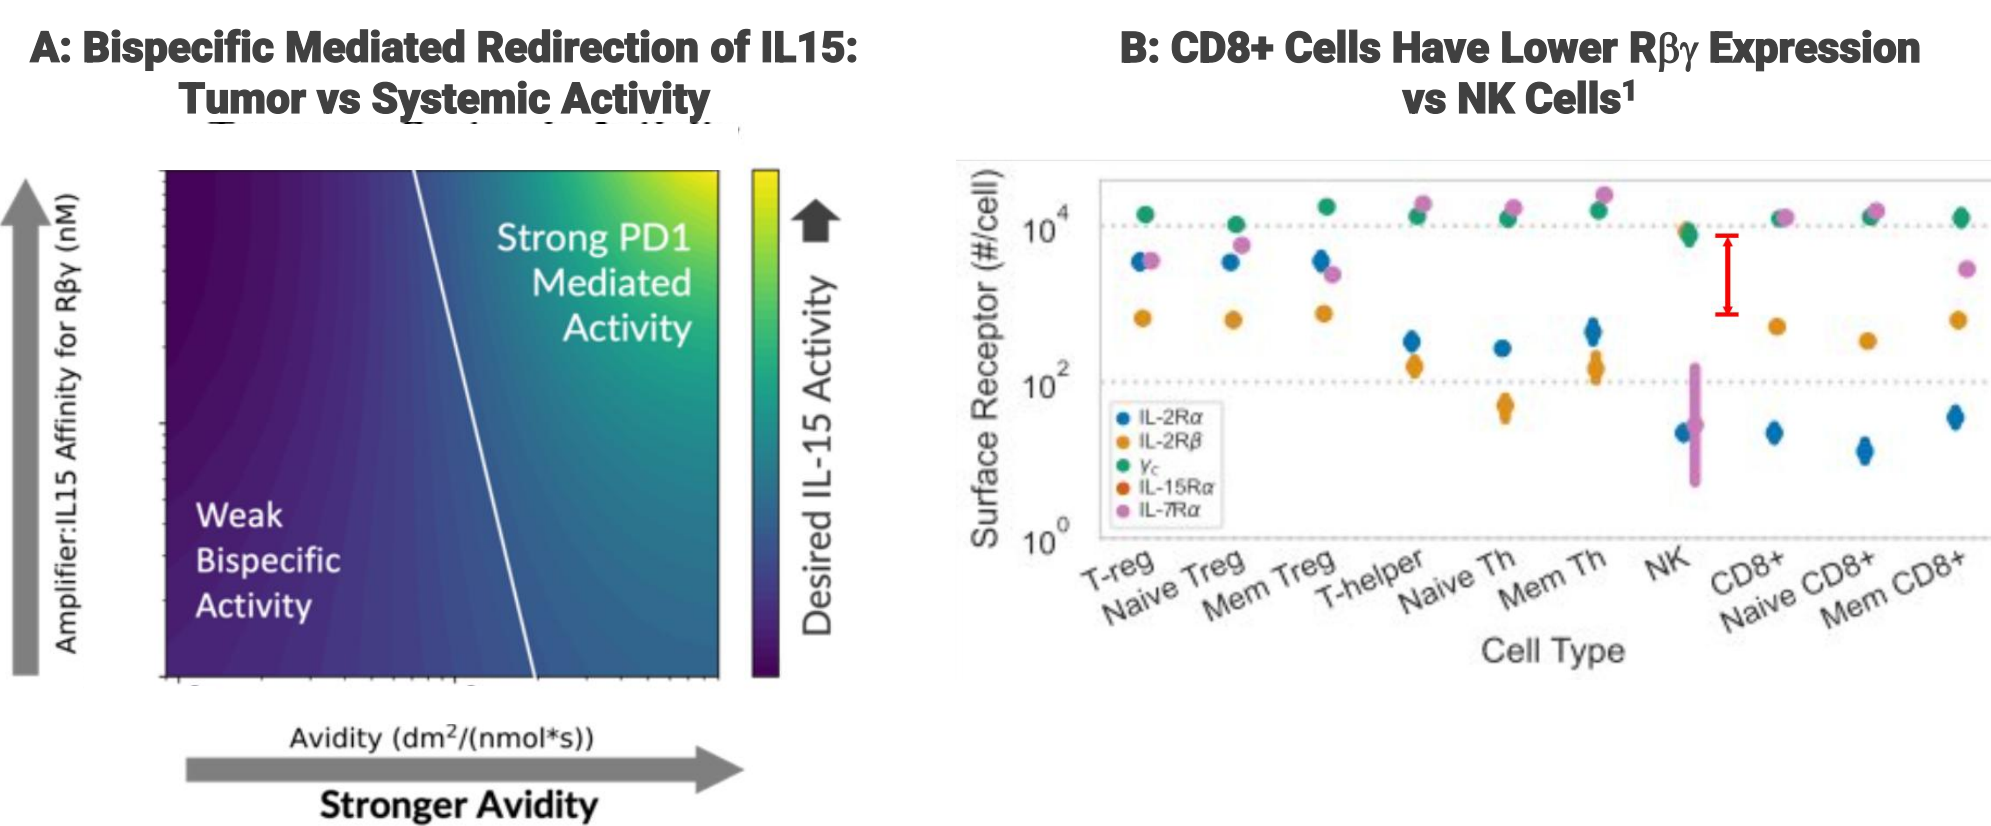 A: Bispecific Mediated Redirection of IL15:
Tumor vs Systemic Activity
Amplifier:IL15 Affinity for Rβγ (nM)
Strong PD1
Mediated
Activity
Weak
Bispecific
Activity
Desired IL-15 Activity
Avidity (dm²/(nmol*s))
Stronger Avidity
B: CD8+ Cells Have Lower Rβγ Expression
vs NK Cells¹
Surface Receptor (#/cell)
10⁴
10²
10⁰
IL-2Rα
IL-2Rβ
γc
IL-15Rα
IL-7Rα
T-reg
Naive Treg
Mem Treg
T-helper
Naive Th
Mem Th
NK
CD8+
Naive CD8+
Mem CD8+
Cell Type